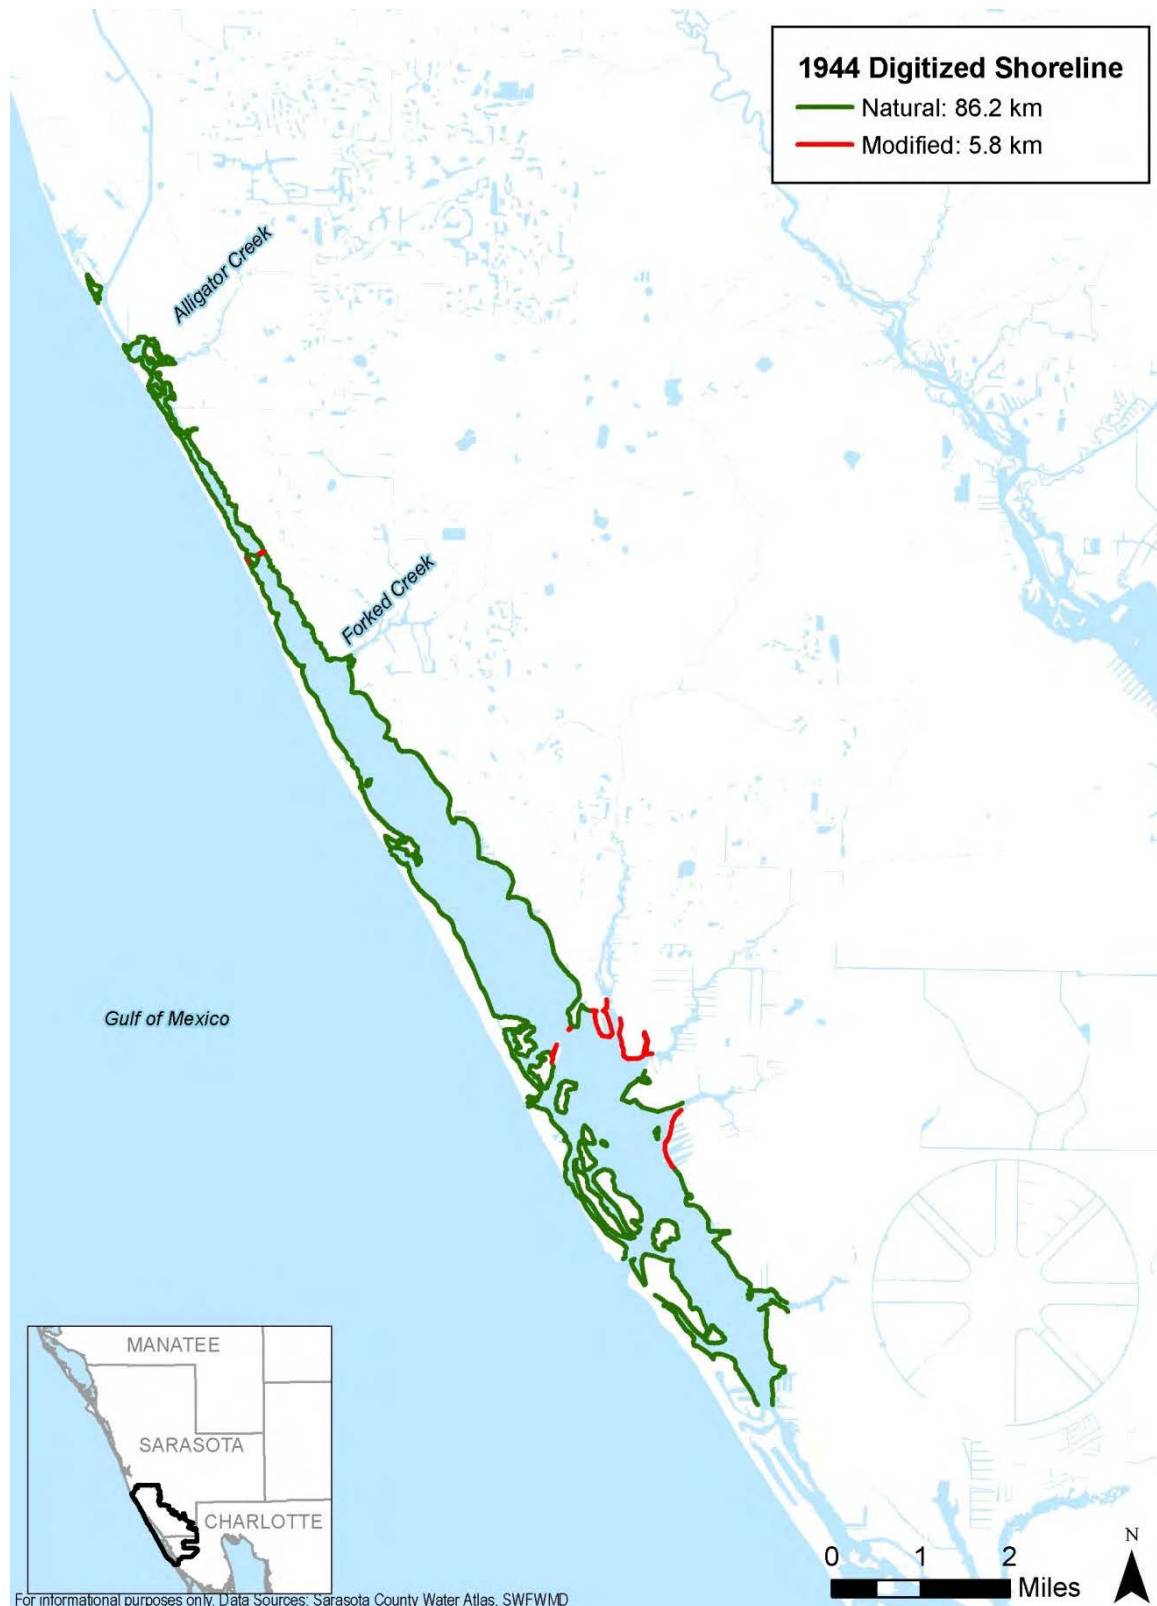 1944 Digitized Shoreline
Natural: 86.2 km
Modified: 5.8 km
Alligator Creek
Forked Creek
Gulf of Mexico
MANATEE
SARASOTA
CHARLOTTE
N
0 1 2
Miles
For informational purposes only. Data Sources: Sarasota County Water Atlas, SWFWMD